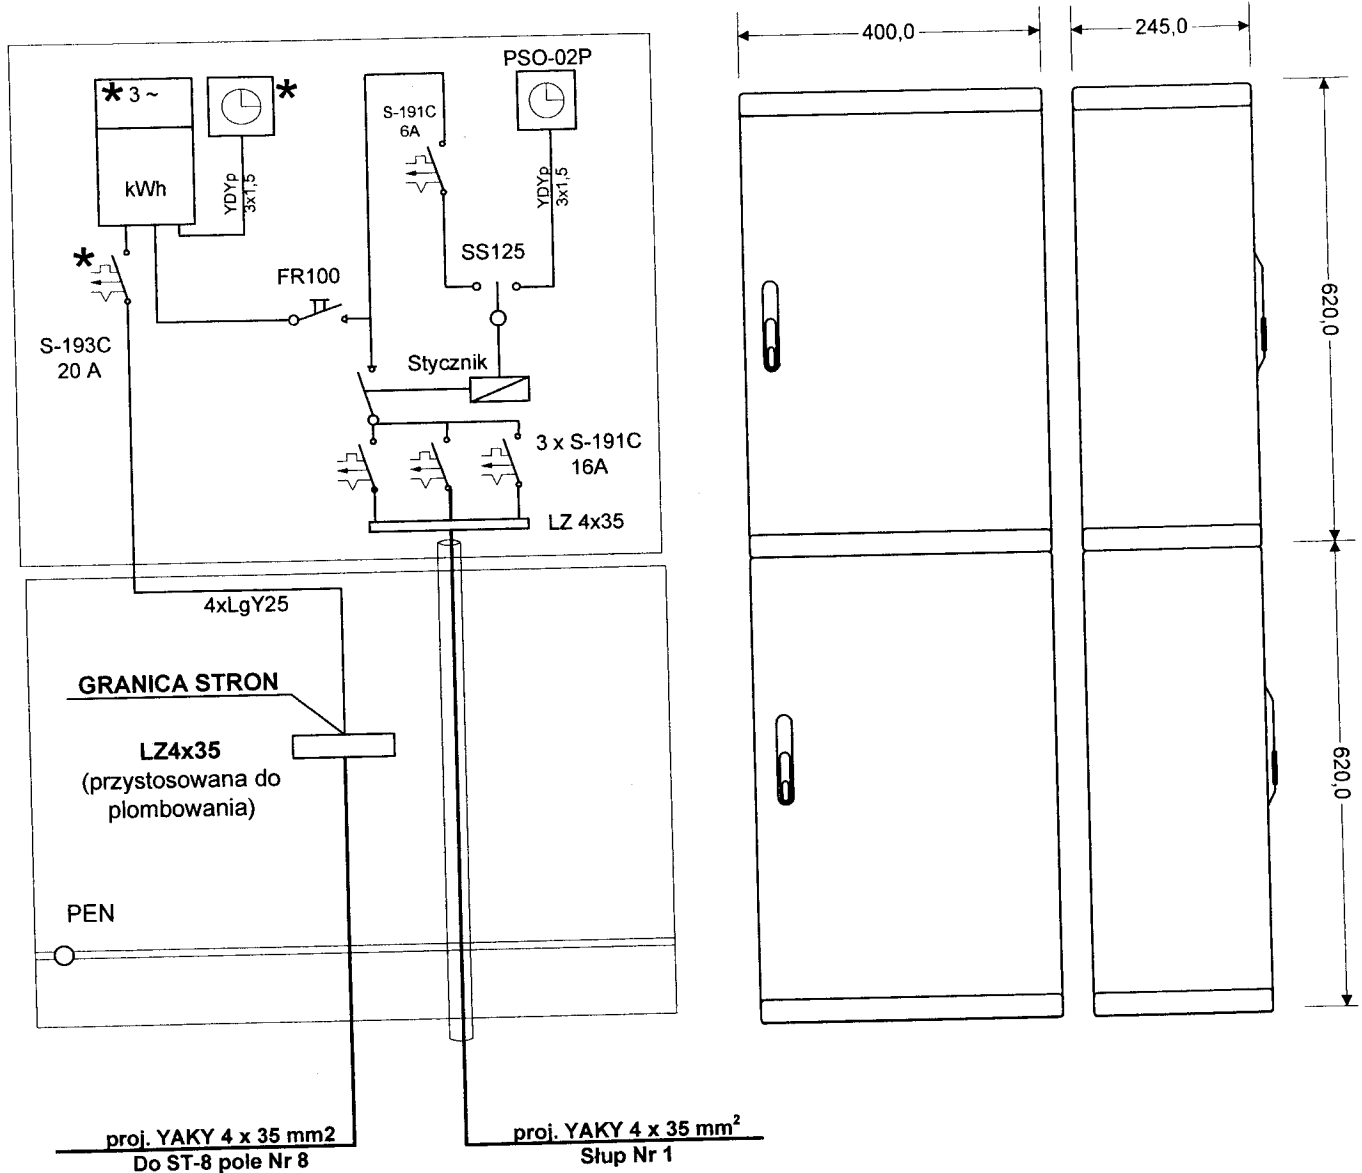 400,0
245,0
PSO-02P
* 3 ~
*
S-191C
6A
kWh
YDYp
3x1,5
YDYp
3x1,5
*
SS125
FR100
620,0
S-193C
20 A
Stycznik
3 x S-191C
16A
LZ 4x35
4xLgY25
GRANICA STRON
LZ4x35
(przystosowana do
plombowania)
620,0
PEN
proj. YAKY 4 x 35 mm2
Do ST-8 pole Nr 8
proj. YAKY 4 x 35 mm²
Słup Nr 1